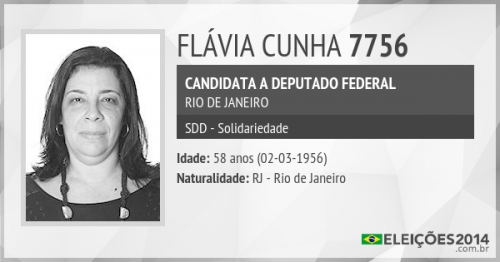 FLÁVIA CUNHA 7756
CANDIDATA A DEPUTADO FEDERAL
RIO DE JANEIRO
SDD - Solidariedade
Idade: 58 anos (02-03-1956)
Naturalidade: RJ - Rio de Janeiro
ELEIÇÕES2014
.com.br